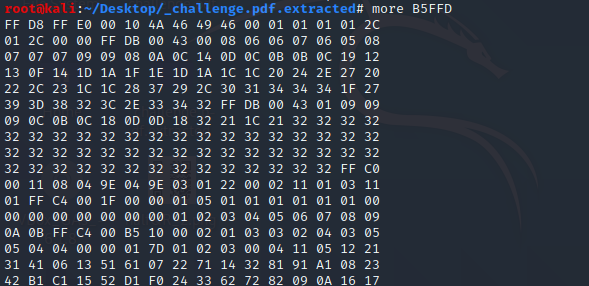 root@kali:~/Desktop/_challenge.pdf.extracted# more B5FFD
FF D8 FF E0 00 10 4A 46 49 46 00 01 01 01 01 2C
01 2C 00 00 FF DB 00 43 00 08 06 06 07 06 05 08
07 07 07 09 09 08 0A 0C 14 0D 0C 0B 0B 0C 19 12
13 0F 14 1D 1A 1F 1E 1D 1A 1C 1C 20 24 2E 27 20
22 2C 23 1C 1C 28 37 29 2C 30 31 34 34 34 1F 27
39 3D 38 32 3C 2E 33 34 32 FF DB 00 43 01 09 09
09 0C 0B 0C 18 0D 0D 18 32 21 1C 21 32 32 32 32
32 32 32 32 32 32 32 32 32 32 32 32 32 32 32 32
32 32 32 32 32 32 32 32 32 32 32 32 32 32 32 32
32 32 32 32 32 32 32 32 32 32 32 32 32 32 FF C0
00 11 08 04 9E 04 9E 03 01 22 00 02 11 01 03 11
01 FF C4 00 1F 00 00 01 05 01 01 01 01 01 01 00
00 00 00 00 00 00 00 01 02 03 04 05 06 07 08 09
0A 0B FF C4 00 B5 10 00 02 01 03 03 02 04 03 05
05 04 04 00 00 01 7D 01 02 03 00 04 11 05 12 21
31 41 06 13 51 61 07 22 71 14 32 81 91 A1 08 23
42 B1 C1 15 52 D1 F0 24 33 62 72 82 09 0A 16 17